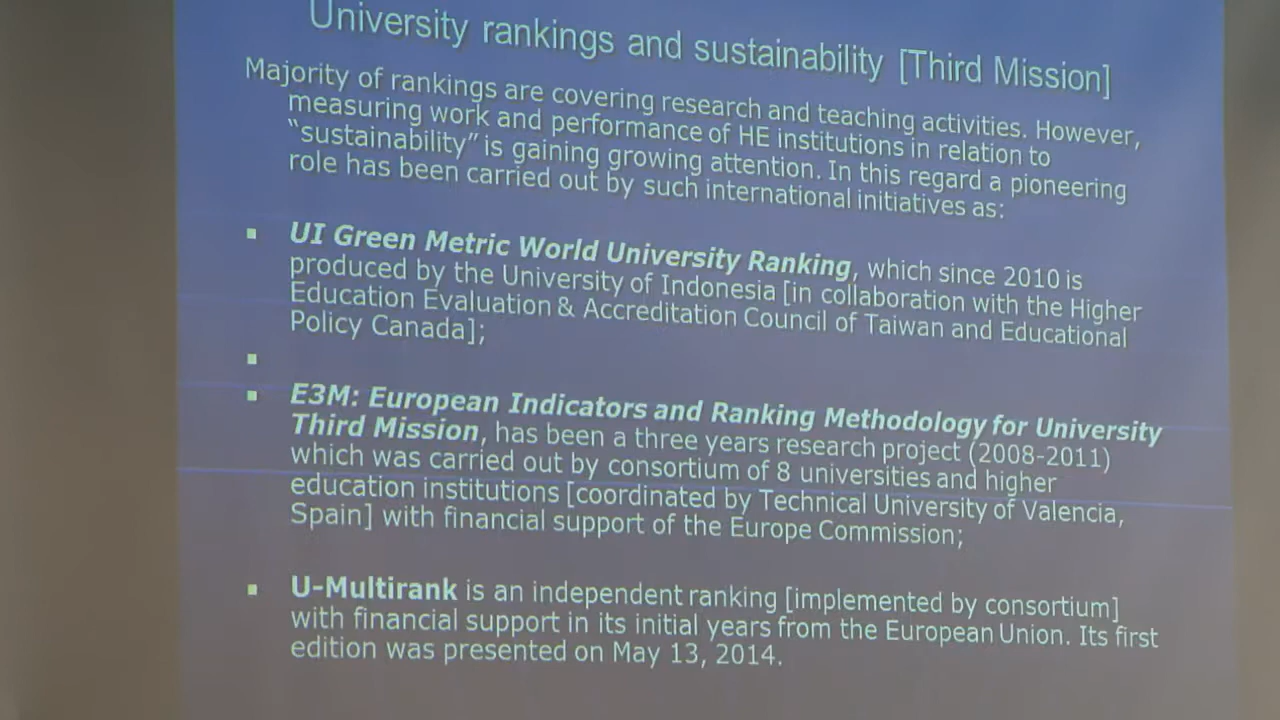 University rankings and sustainability [Third Mission]
Majority of rankings are covering research and teaching activities. However,
measuring work and performance of HE institutions in relation to
“sustainability” is gaining growing attention. In this regard a pioneering
role has been carried out by such international initiatives as:
▪ UI Green Metric World University Ranking, which since 2010 is
produced by the University of Indonesia [in collaboration with the Higher
Education Evaluation & Accreditation Council of Taiwan and Educational
Policy Canada];
▪
▪ E3M: European Indicators and Ranking Methodology for University
Third Mission, has been a three years research project (2008-2011)
which was carried out by consortium of 8 universities and higher
education institutions [coordinated by Technical University of Valencia,
Spain] with financial support of the Europe Commission;
▪ U-Multirank is an independent ranking [implemented by consortium]
with financial support in its initial years from the European Union. Its first
edition was presented on May 13, 2014.